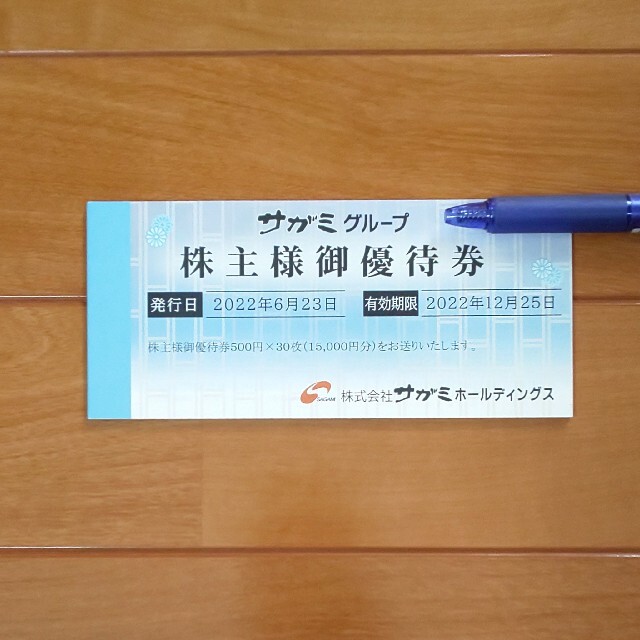 サガミグループ
株主様御優待券
発行日 2022年6月23日 有効期限 2022年12月25日
株主様御優待券500円×30枚(15,000円分)をお送りいたします。
SAGAMI 株式会社サガミホールディングス